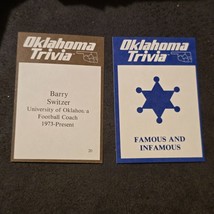 Oklahoma
Trivia
Barry
Switzer
University of Oklahoma
Football Coach
1973-Present
Oklahoma
Trivia
FAMOUS AND
INFAMOUS